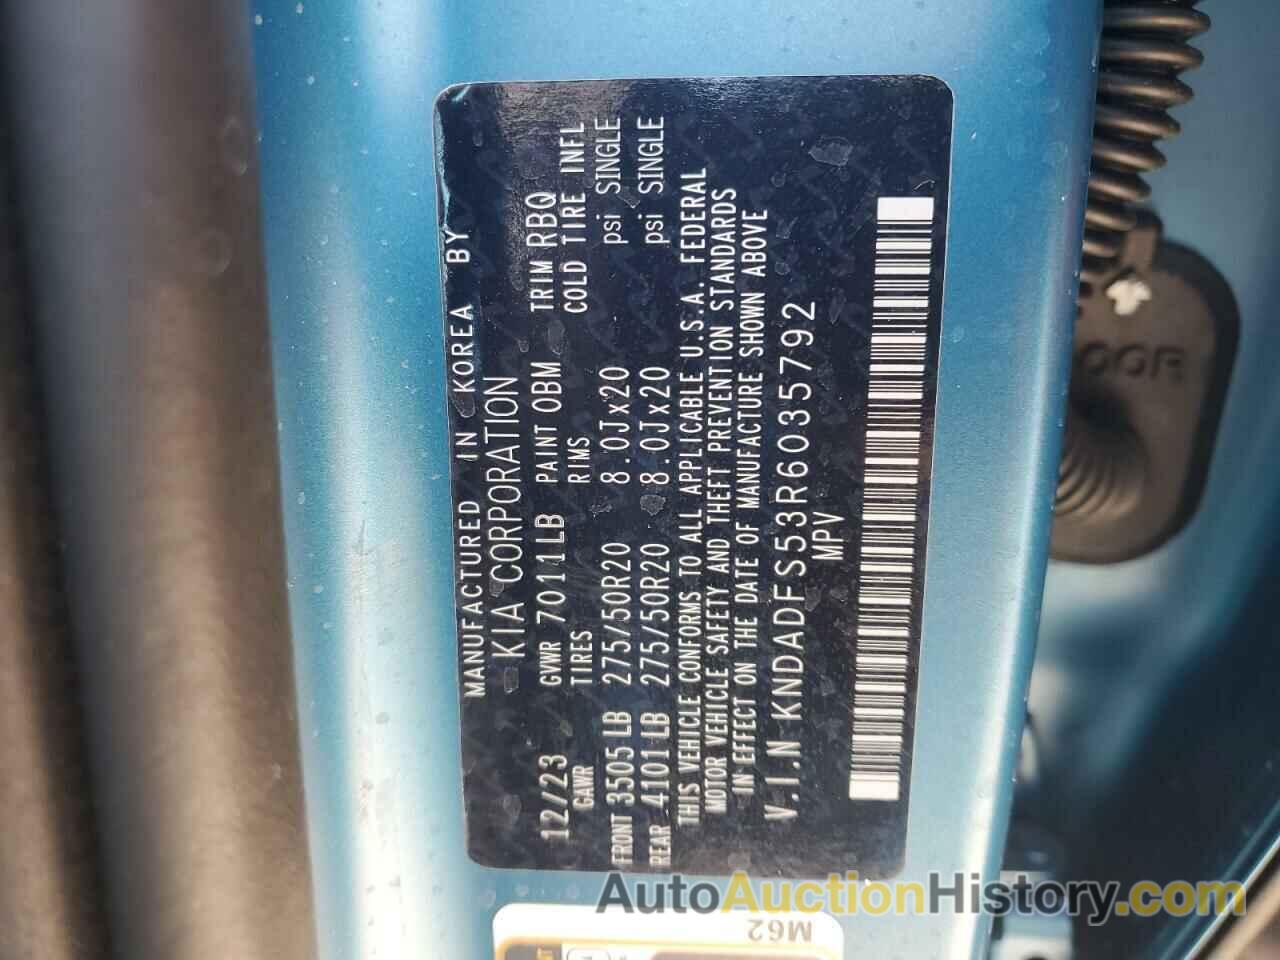 MANUFACTURED IN KOREA BY
KIA CORPORATION
12/23 GVWR 7011LB PAINT OBM TRIM RBQ
GAWR TIRES RIMS COLD TIRE INFL
FRONT 3505LB 275/50R20 8.0Jx20 psi SINGLE
REAR 4101LB 275/50R20 8.0Jx20 psi SINGLE
THIS VEHICLE CONFORMS TO ALL APPLICABLE U.S.A. FEDERAL
MOTOR VEHICLE SAFETY AND THEFT PREVENTION STANDARDS
IN EFFECT ON THE DATE OF MANUFACTURE SHOWN ABOVE
V.I.N KNDADFS53R6035792
MPV
M62
AutoAuctionHistory.com